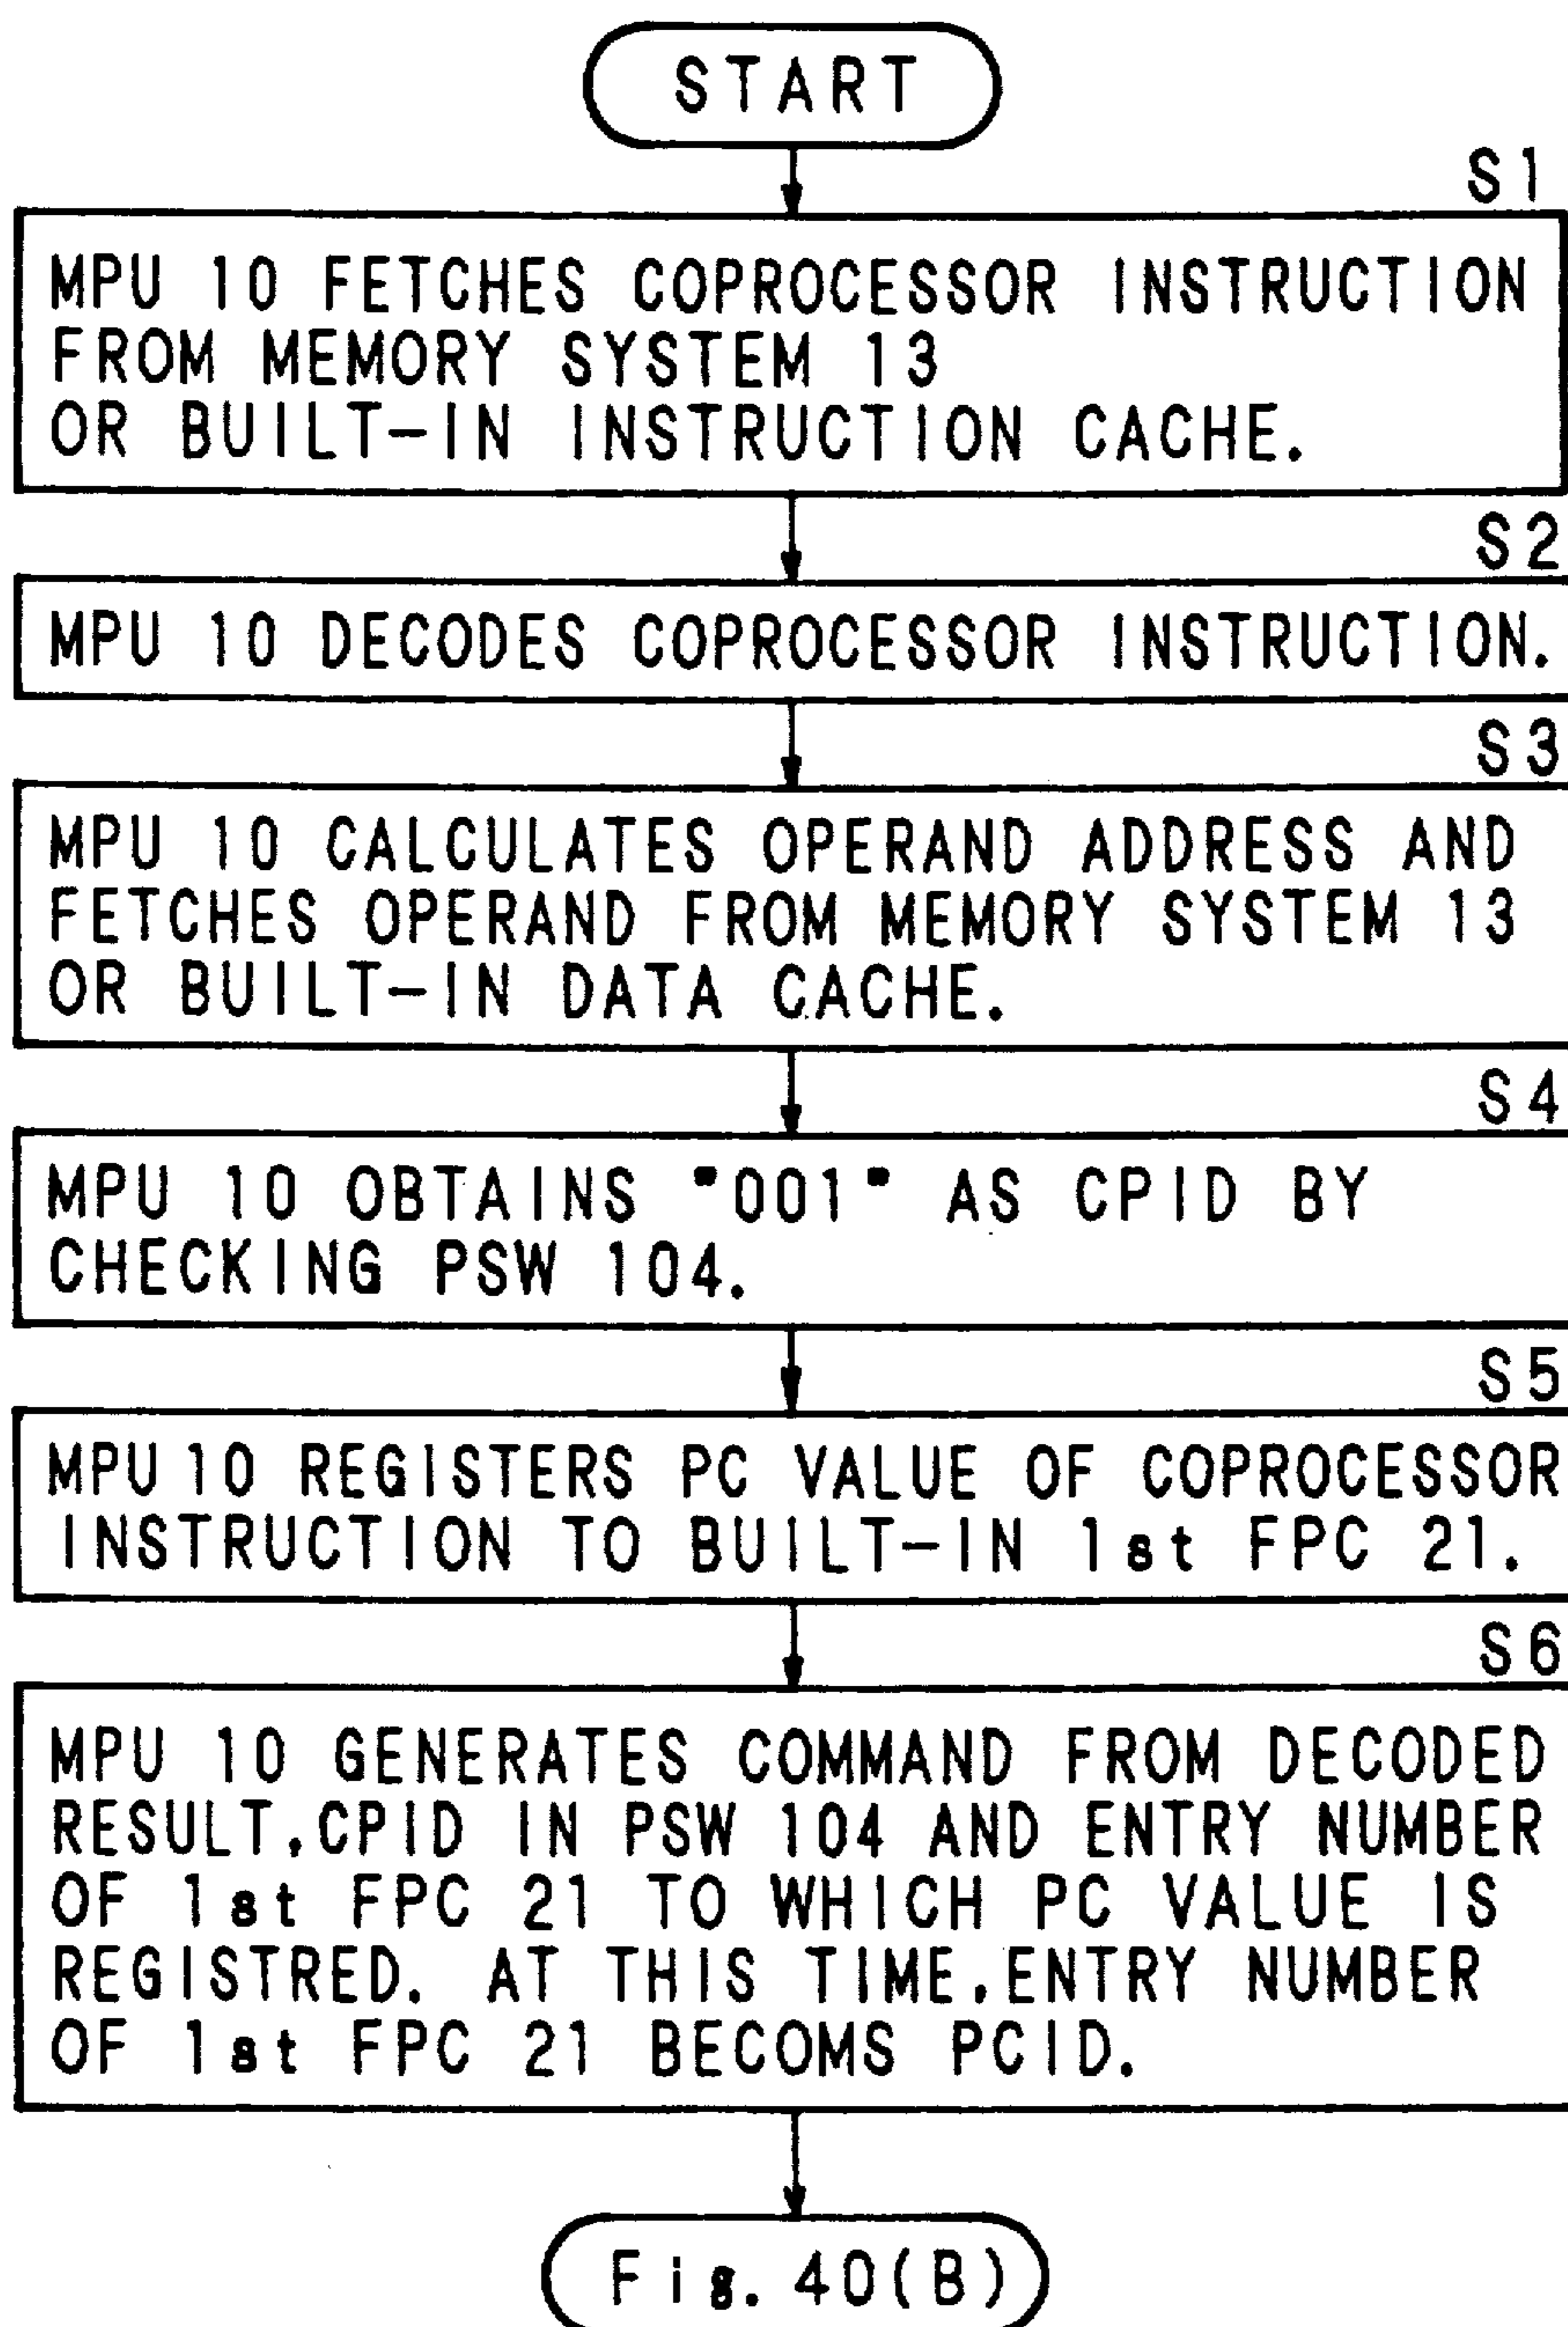 START
S1
MPU 10 FETCHES COPROCESSOR INSTRUCTION
FROM MEMORY SYSTEM 13
OR BUILT-IN INSTRUCTION CACHE.
S2
MPU 10 DECODES COPROCESSOR INSTRUCTION.
S3
MPU 10 CALCULATES OPERAND ADDRESS AND
FETCHES OPERAND FROM MEMORY SYSTEM 13
OR BUILT-IN DATA CACHE.
S4
MPU 10 OBTAINS "001" AS CPID BY
CHECKING PSW 104.
S5
MPU 10 REGISTERS PC VALUE OF COPROCESSOR
INSTRUCTION TO BUILT-IN 1st FPC 21.
S6
MPU 10 GENERATES COMMAND FROM DECODED
RESULT, CPID IN PSW 104 AND ENTRY NUMBER
OF 1st FPC 21 TO WHICH PC VALUE IS
REGISTRED. AT THIS TIME, ENTRY NUMBER
OF 1st FPC 21 BECOMS PCID.
Fig. 40(B)